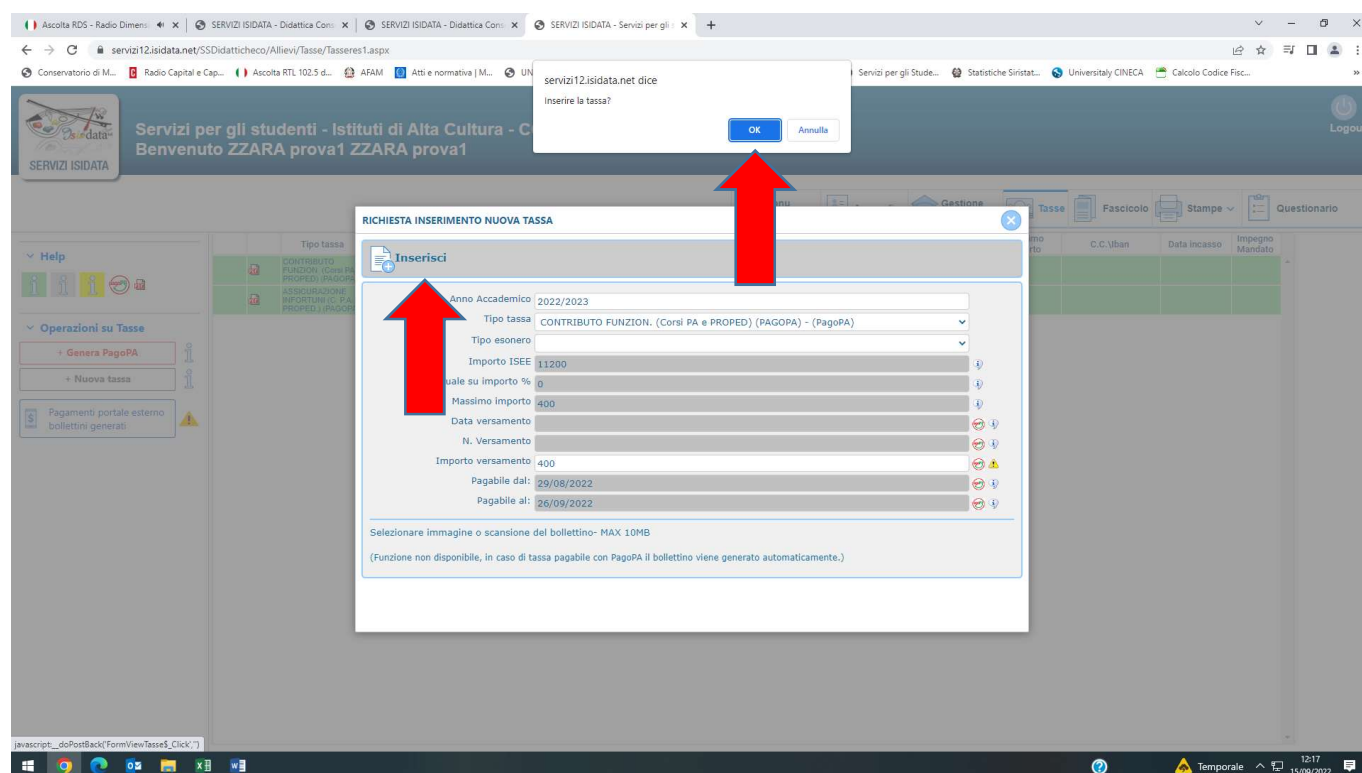 Ascolta RDS - Radio Dimens
SERVIZI ISIDATA - Didattica Cons
SERVIZI ISIDATA - Didattica Cons
SERVIZI ISIDATA - Servizi per gli s
servizi12.isidata.net/SSDidatticheco/Allievi/Tasse/Tasseres1.aspx
Conservatorio di M...
Radio Capital e Cap...
Ascolta RTL 102.5 d...
AFAM
Atti e normativa | M...
UN
Servizi per gli Stude...
Statistiche Siristat...
Universitaly CINECA
Calcolo Codice Fisc...
servizi12.isidata.net dice
Inserire la tassa?
OK
Annulla
Isidata
SERVIZI ISIDATA
Servizi per gli studenti - Istituti di Alta Cultura - C
Benvenuto ZZARA prova1 ZZARA prova1
Logou
Gestione
Tasse
Fascicolo
Stampe
Questionario
Help
Operazioni su Tasse
+ Genera PagoPA
+ Nuova tassa
Pagamenti portale esterno
bollettini generati
Tipo tassa
C.C.\Iban
Data incasso
Impegno
Mandato
CONTRIBUTO
FUNZION. (Corsi PA
PROPED) (PAGOPA
ASSICURAZIONE
INFORTUNI (C. P.A.
PROPED.) (PAGOP
RICHIESTA INSERIMENTO NUOVA TASSA
Inserisci
Anno Accademico 2022/2023
Tipo tassa CONTRIBUTO FUNZION. (Corsi PA e PROPED) (PAGOPA) - (PagoPA)
Tipo esonero
Importo ISEE 11200
uale su importo % 0
Massimo importo 400
Data versamento
N. Versamento
Importo versamento 400
Pagabile dal: 29/08/2022
Pagabile al: 26/09/2022
Selezionare immagine o scansione del bollettino- MAX 10MB
(Funzione non disponibile, in caso di tassa pagabile con PagoPA il bollettino viene generato automaticamente.)
javascript:__doPostBack('FormViewTasse$_Click','')
Temporale
12:17
15/09/2022